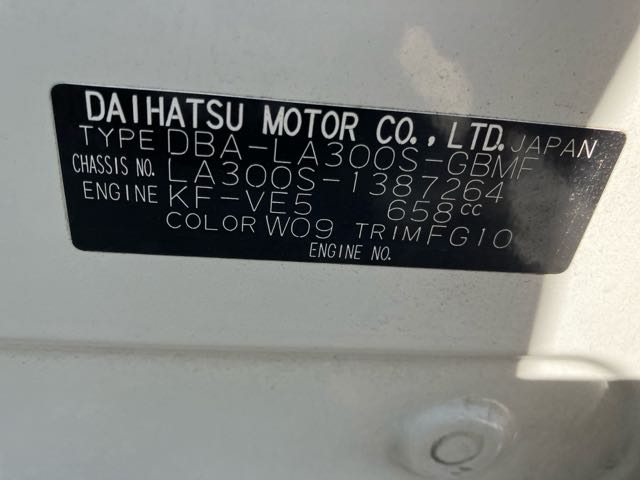 DAIHATSU MOTOR CO., LTD. JAPAN
TYPE DBA-LA300S-GBMF
CHASSIS NO. LA300S-1387264
ENGINE KF-VE5 658cc
COLOR W09 TRIM FG10
ENGINE NO.